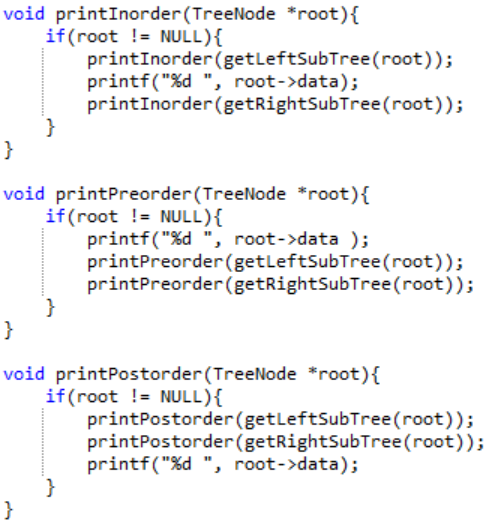 void printInorder(TreeNode *root){
    if(root != NULL){
        printInorder(getLeftSubTree(root));
        printf("%d ", root->data);
        printInorder(getRightSubTree(root));
    }
}

void printPreorder(TreeNode *root){
    if(root != NULL){
        printf("%d ", root->data );
        printPreorder(getLeftSubTree(root));
        printPreorder(getRightSubTree(root));
    }
}

void printPostorder(TreeNode *root){
    if(root != NULL){
        printPostorder(getLeftSubTree(root));
        printPostorder(getRightSubTree(root));
        printf("%d ", root->data);
    }
}